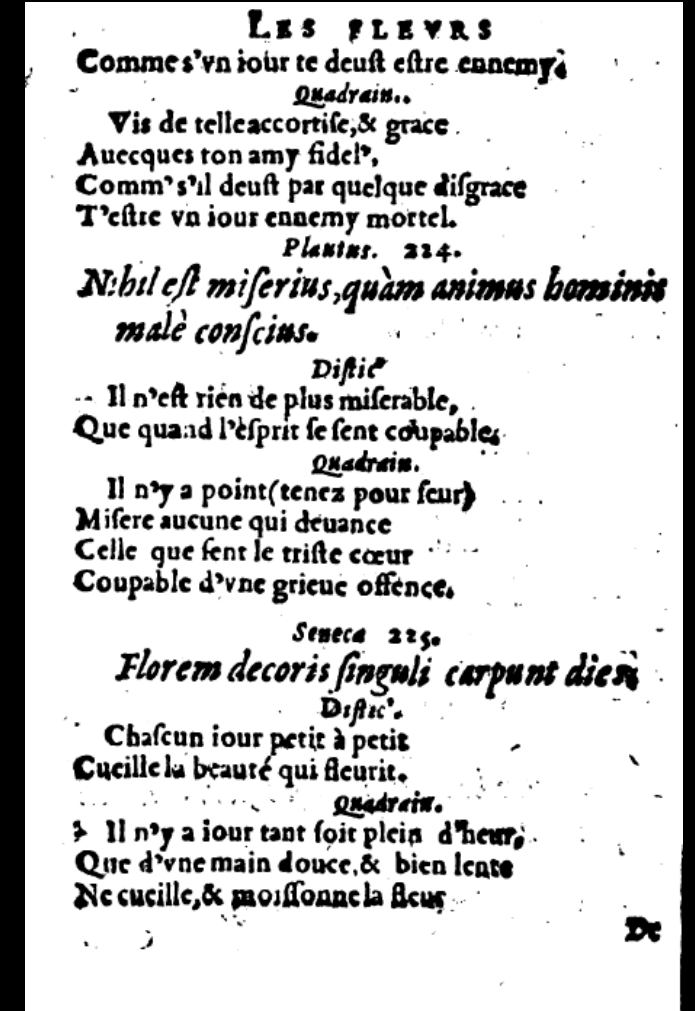 LES FLEVRS
Comme s'vn iour te deuſt eſtre ennemy.
Quadrain.
Vis de telle accortiſe, & grace
Auecques ton amy fidel',
Comm' s'il deuſt par quelque diſgrace
T'eſtre vn iour ennemy mortel.
Plautus. 224.
Nihil eſt miſerius, quàm animus hominis
malè conſcius.
Diſtic'
Il n'eſt rien de plus miſerable,
Que quand l'èſprit ſe ſent coupable.
Quadrain.
Il n'y a point (tenez pour ſeur)
Miſere aucune qui deuance
Celle que ſent le triſte cœur
Coupable d'vne grieue offence.
Seneca 225.
Florem decoris ſinguli carpunt dies.
Diſtic'.
Chaſcun iour petit à petit
Cueille la beauté qui fleurit.
Quadrain.
Il n'y a iour tant ſoit plein d'heur,
Que d'vne main douce, & bien lente
Ne cueille, & moiſſonne la fleur
De